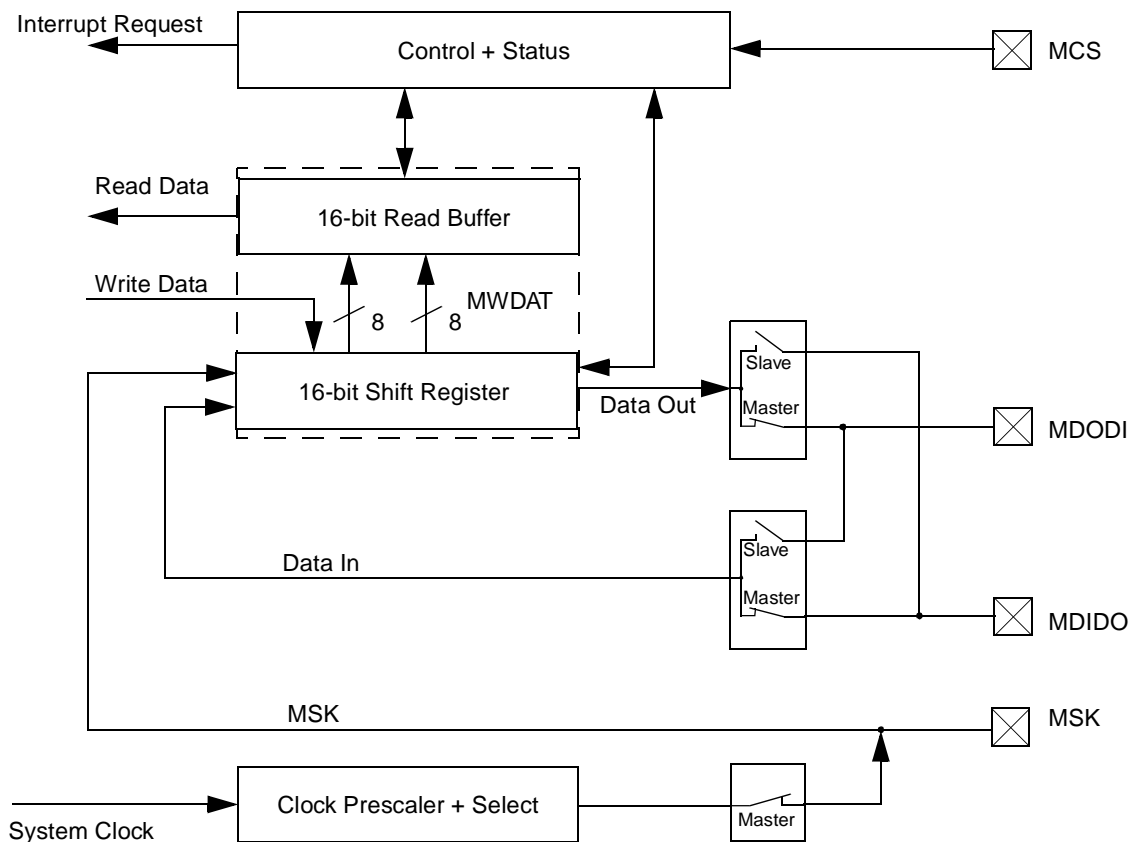 Interrupt Request
Control + Status
MCS
Read Data
16-bit Read Buffer
Write Data
MWDAT
8
8
Slave
16-bit Shift Register
Data Out
Master
MDODI
Slave
Data In
Master
MDIDO
MSK
MSK
Clock Prescaler + Select
Master
System Clock